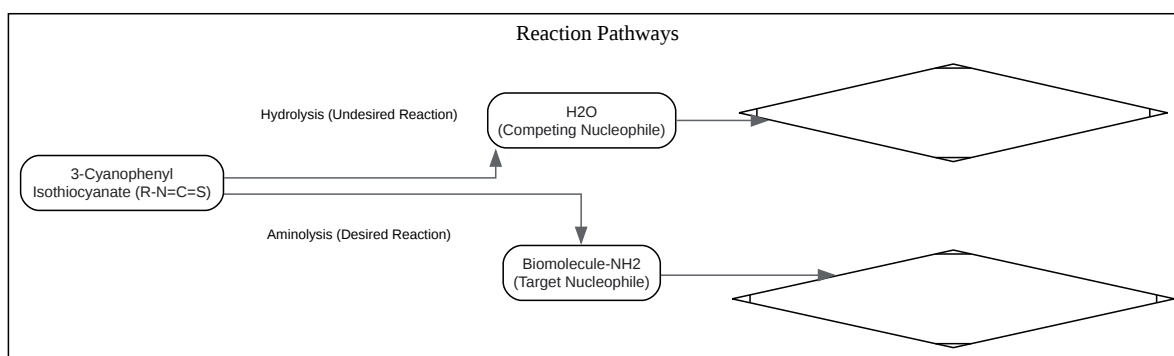 Reaction Pathways
Hydrolysis (Undesired Reaction)
H2O
(Competing Nucleophile)
3-Cyanophenyl
Isothiocyanate (R-N=C=S)
Aminolysis (Desired Reaction)
Biomolecule-NH2
(Target Nucleophile)